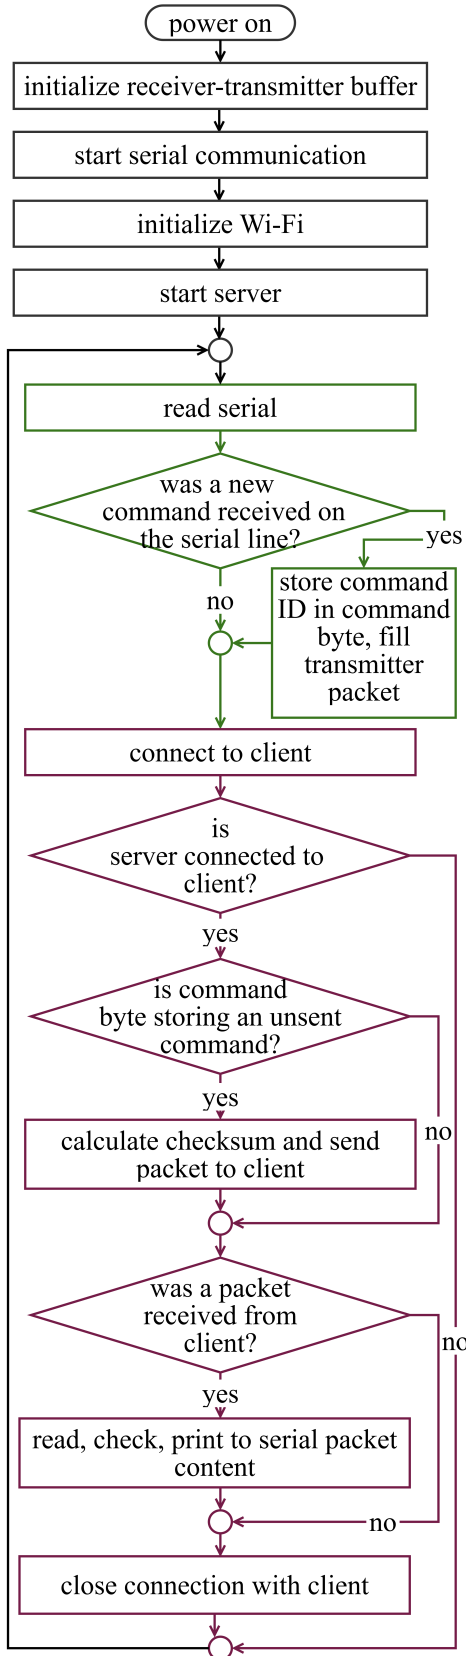 power on
initialize receiver-transmitter buffer
start serial communication
initialize Wi-Fi
start server
read serial
was a new
command received on
the serial line?
yes
no
store command
ID in command
byte, fill
transmitter
packet
connect to client
is
server connected to
client?
yes
is command
byte storing an unsent
command?
yes
no
calculate checksum and send
packet to client
was a packet
received from
client?
no
yes
read, check, print to serial packet
content
no
close connection with client